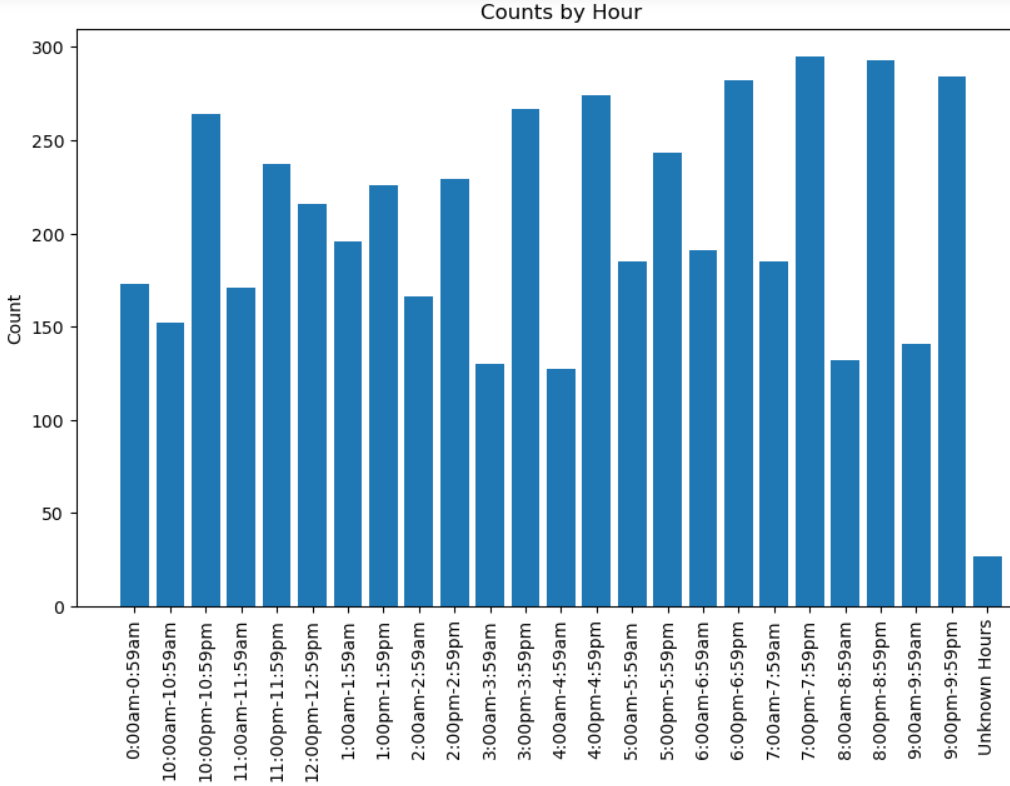 Counts by Hour
Count
300
250
200
150
100
50
0
0:00am-0:59am
10:00am-10:59am
10:00pm-10:59pm
11:00am-11:59am
11:00pm-11:59pm
12:00pm-12:59pm
1:00am-1:59am
1:00pm-1:59pm
2:00am-2:59am
2:00pm-2:59pm
3:00am-3:59am
3:00pm-3:59pm
4:00am-4:59am
4:00pm-4:59pm
5:00am-5:59am
5:00pm-5:59pm
6:00am-6:59am
6:00pm-6:59pm
7:00am-7:59am
7:00pm-7:59pm
8:00am-8:59am
8:00pm-8:59pm
9:00am-9:59am
9:00pm-9:59pm
Unknown Hours